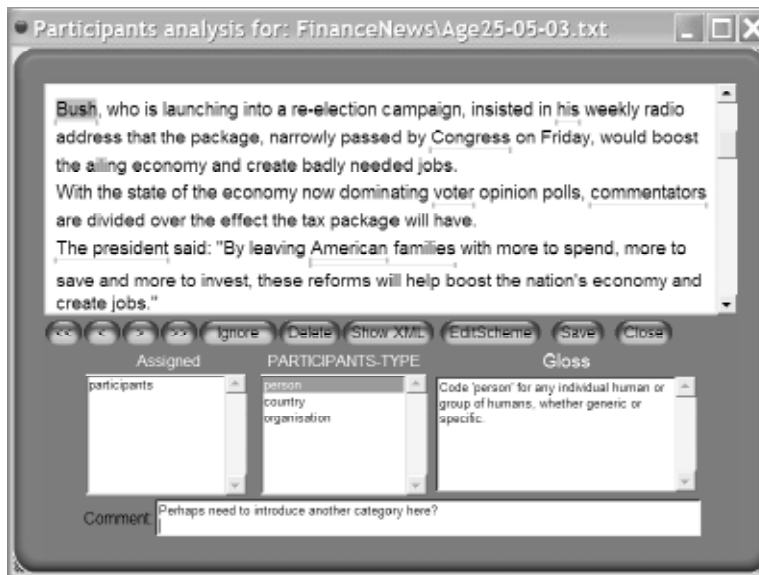 Participants analysis for: FinanceNews\Age25-05-03.txt
Bush, who is launching into a re-election campaign, insisted in his weekly radio
address that the package, narrowly passed by Congress on Friday, would boost
the ailing economy and create badly needed jobs.
With the state of the economy now dominating voter opinion polls, commentators
are divided over the effect the tax package will have.
The president said: "By leaving American families with more to spend, more to
save and more to invest, these reforms will help boost the nation's economy and
create jobs."
<< < > >> Ignore Delete Show XML EditScheme Save Close
Assigned PARTICIPANTS-TYPE Gloss
participants person Code 'person' for any individual human or
country group of humans, whether generic or
organisation specific.
Comment: Perhaps need to introduce another category here?